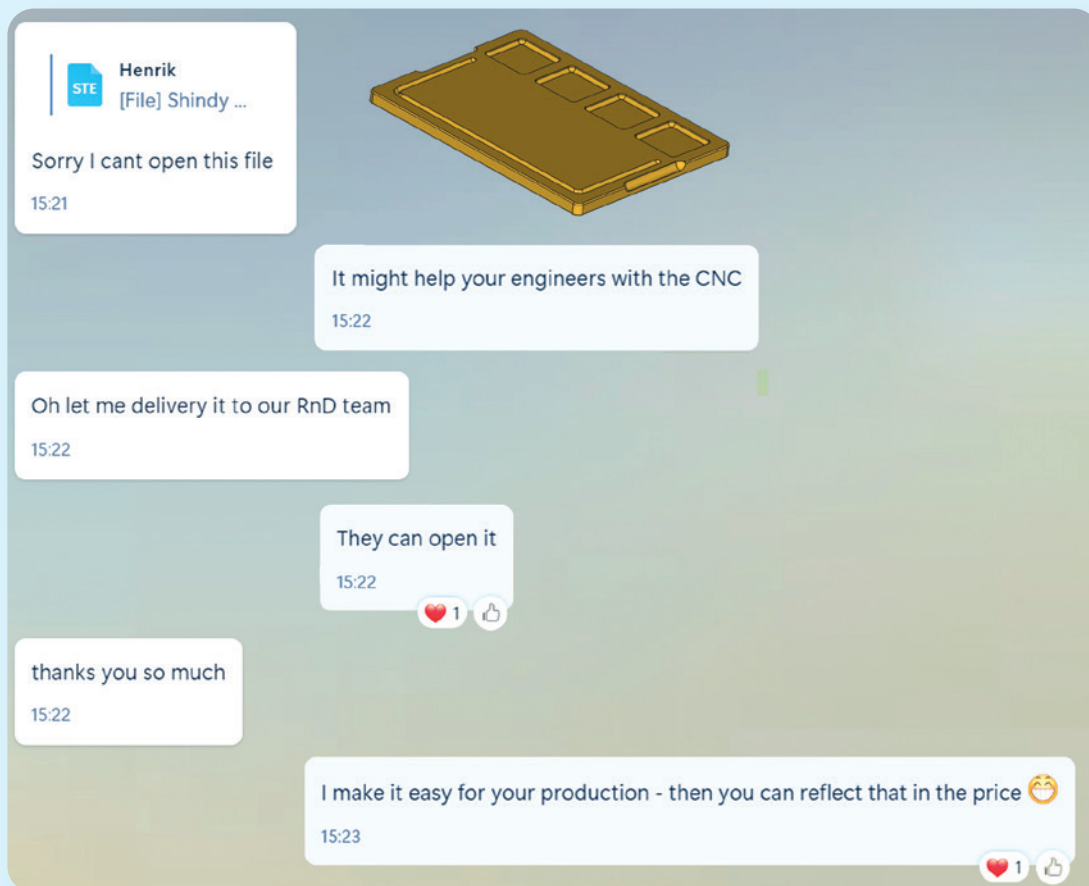 STE
Henrik
[File] Shindy ...
Sorry I cant open this file
15:21
It might help your engineers with the CNC
15:22
Oh let me delivery it to our RnD team
15:22
They can open it
15:22
1
thanks you so much
15:22
I make it easy for your production - then you can reflect that in the price 😁
15:23
1